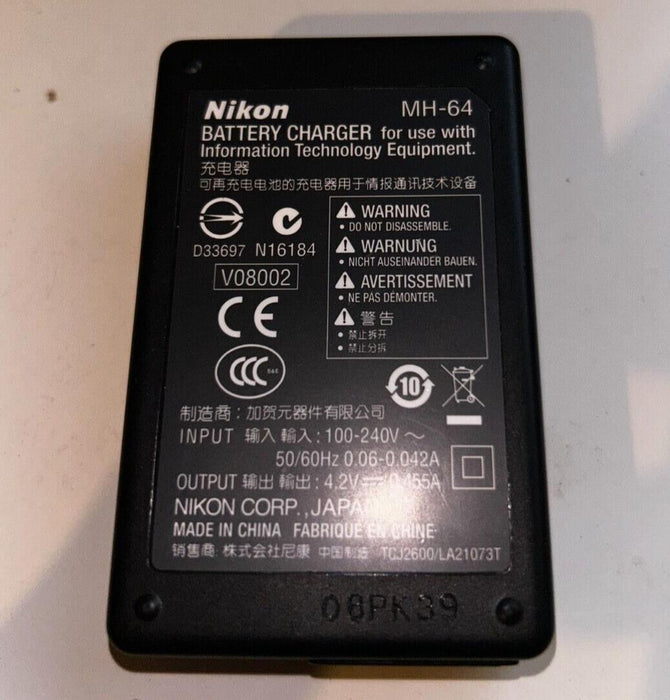 Nikon MH-64
BATTERY CHARGER for use with
Information Technology Equipment.
充电器
可再充电电池的充电器用于情报通讯技术设备
D33697 N16184
V08002
CE
CCC
S&E
WARNING
• DO NOT DISASSEMBLE.
WARNUNG
• NICHT AUSEINANDER BAUEN.
AVERTISSEMENT
• NE PAS DÉMONTER.
警告
• 禁止拆开
• 禁止分拆
10
制造商：加贺元器件有限公司
INPUT 输入 輸入 : 100-240V ～
50/60Hz 0.06-0.042A
OUTPUT 输出 輸出 : 4.2V⎓ 0.455A
NIKON CORP.,JAPAN
MADE IN CHINA FABRIQUÉ EN CHINE
销售商 株式会社尼康 中国制造 TCJ2600/LA21073T
08PK39